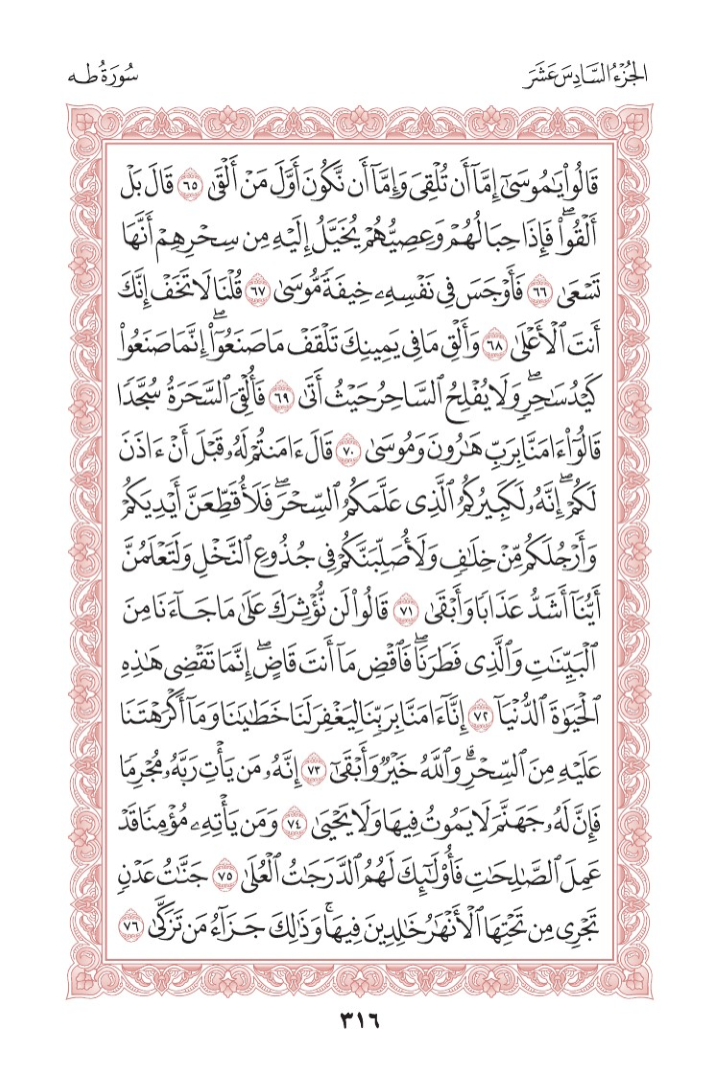 الجُزْءُ السَّادِسَ عَشَرَ
سُورَةُ طه
قَالُواْ يَٰمُوسَىٰٓ إِمَّآ أَن تُلْقِيَ وَإِمَّآ أَن نَّكُونَ أَوَّلَ مَنْ أَلْقَىٰ ٦٥ قَالَ بَلْ
أَلْقُواْۖ فَإِذَا حِبَالُهُمْ وَعِصِيُّهُمْ يُخَيَّلُ إِلَيْهِ مِن سِحْرِهِمْ أَنَّهَا
تَسْعَىٰ ٦٦ فَأَوْجَسَ فِي نَفْسِهِۦ خِيفَةً مُّوسَىٰ ٦٧ قُلْنَا لَا تَخَفْ إِنَّكَ
أَنتَ ٱلْأَعْلَىٰ ٦٨ وَأَلْقِ مَا فِي يَمِينِكَ تَلْقَفْ مَا صَنَعُوٓاْۖ إِنَّمَا صَنَعُواْ
كَيْدُ سَٰحِرٍۖ وَلَا يُفْلِحُ ٱلسَّاحِرُ حَيْثُ أَتَىٰ ٦٩ فَأُلْقِيَ ٱلسَّحَرَةُ سُجَّدًا
قَالُوٓاْ ءَامَنَّا بِرَبِّ هَٰرُونَ وَمُوسَىٰ ٧٠ قَالَ ءَامَنتُمْ لَهُۥ قَبْلَ أَنْ ءَاذَنَ
لَكُمْۖ إِنَّهُۥ لَكَبِيرُكُمُ ٱلَّذِي عَلَّمَكُمُ ٱلسِّحْرَۖ فَلَأُقَطِّعَنَّ أَيْدِيَكُمْ
وَأَرْجُلَكُم مِّنْ خِلَٰفٍ وَلَأُصَلِّبَنَّكُمْ فِي جُذُوعِ ٱلنَّخْلِ وَلَتَعْلَمُنَّ
أَيُّنَآ أَشَدُّ عَذَابًا وَأَبْقَىٰ ٧١ قَالُواْ لَن نُّؤْثِرَكَ عَلَىٰ مَا جَآءَنَا مِنَ
ٱلْبَيِّنَٰتِ وَٱلَّذِي فَطَرَنَاۖ فَٱقْضِ مَآ أَنتَ قَاضٍۖ إِنَّمَا تَقْضِي هَٰذِهِ
ٱلْحَيَوٰةَ ٱلدُّنْيَآ ٧٢ إِنَّآ ءَامَنَّا بِرَبِّنَا لِيَغْفِرَ لَنَا خَطَٰيَٰنَا وَمَآ أَكْرَهْتَنَا
عَلَيْهِ مِنَ ٱلسِّحْرِۗ وَٱللَّهُ خَيْرٌ وَأَبْقَىٰٓ ٧٣ إِنَّهُۥ مَن يَأْتِ رَبَّهُۥ مُجْرِمًا
فَإِنَّ لَهُۥ جَهَنَّمَ لَا يَمُوتُ فِيهَا وَلَا يَحْيَىٰ ٧٤ وَمَن يَأْتِهِۦ مُؤْمِنًا قَدْ
عَمِلَ ٱلصَّٰلِحَٰتِ فَأُوْلَٰٓئِكَ لَهُمُ ٱلدَّرَجَٰتُ ٱلْعُلَىٰ ٧٥ جَنَّٰتُ عَدْنٍ
تَجْرِي مِن تَحْتِهَا ٱلْأَنْهَٰرُ خَٰلِدِينَ فِيهَاۚ وَذَٰلِكَ جَزَآءُ مَن تَزَكَّىٰ ٧٦
٣١٦